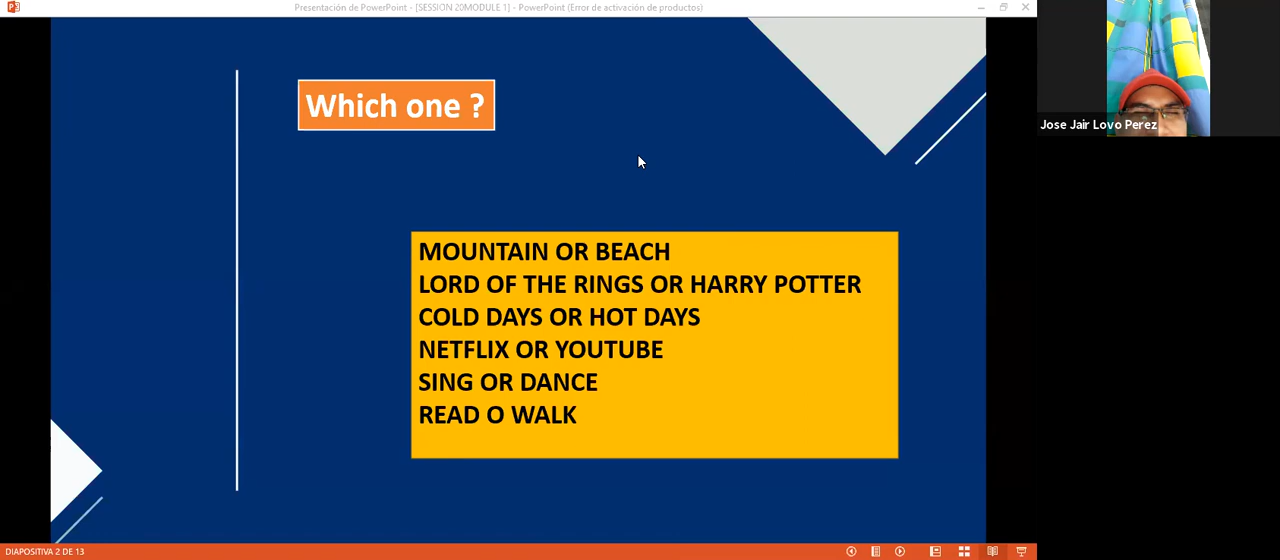 Presentación de PowerPoint - [SESSION 20MODULE 1] - PowerPoint (Error de activación de productos)
Which one ?
Jose Jair Lovo Perez
MOUNTAIN OR BEACH
LORD OF THE RINGS OR HARRY POTTER
COLD DAYS OR HOT DAYS
NETFLIX OR YOUTUBE
SING OR DANCE
READ O WALK
DIAPOSITIVA 2 DE 13